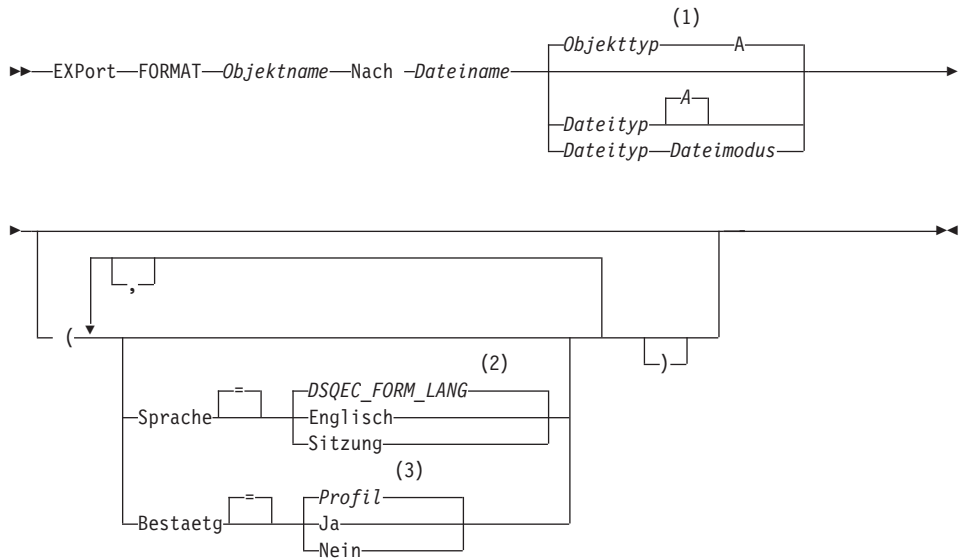 (1)
Objekttyp A
EXPort FORMAT Objektname Nach Dateiname
A
Dateityp
Dateityp Dateimodus
,
(
)
(2)
= DSQEC_FORM_LANG
Sprache Englisch
Sitzung
(3)
= Profil
Bestaetg Ja
Nein